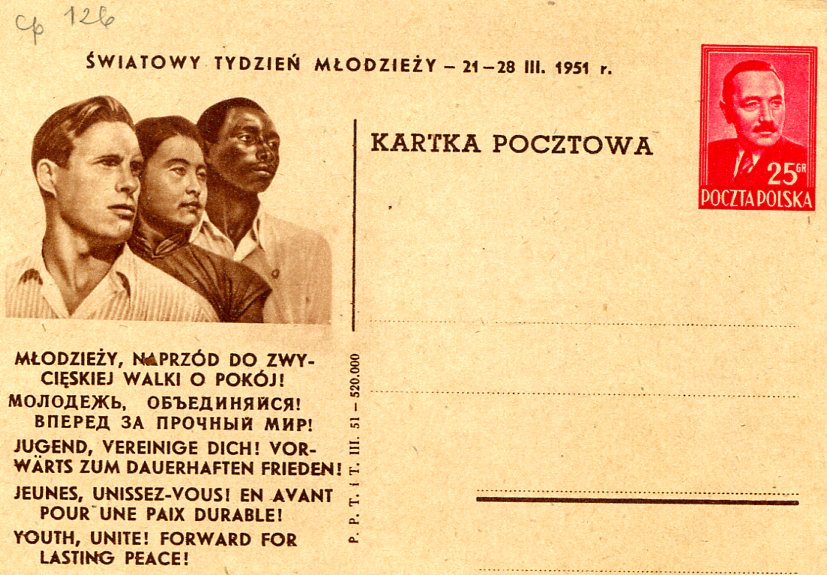 Cp 126
ŚWIATOWY TYDZIEŃ MŁODZIEŻY – 21–28 III. 1951 r.
KARTKA POCZTOWA
25 GR
POCZTA POLSKA
MŁODZIEŻY, NAPRZÓD DO ZWY-
CIĘSKIEJ WALKI O POKÓJ!
МОЛОДЕЖЬ, ОБЪЕДИНЯЙСЯ!
ВПЕРЕД ЗА ПРОЧНЫЙ МИР!
JUGEND, VEREINIGE DICH! VOR-
WÄRTS ZUM DAUERHAFTEN FRIEDEN!
JEUNES, UNISSEZ-VOUS! EN AVANT
POUR UNE PAIX DURABLE!
YOUTH, UNITE! FORWARD FOR
LASTING PEACE!
P. P. T. i T. III. 51 – 520.000